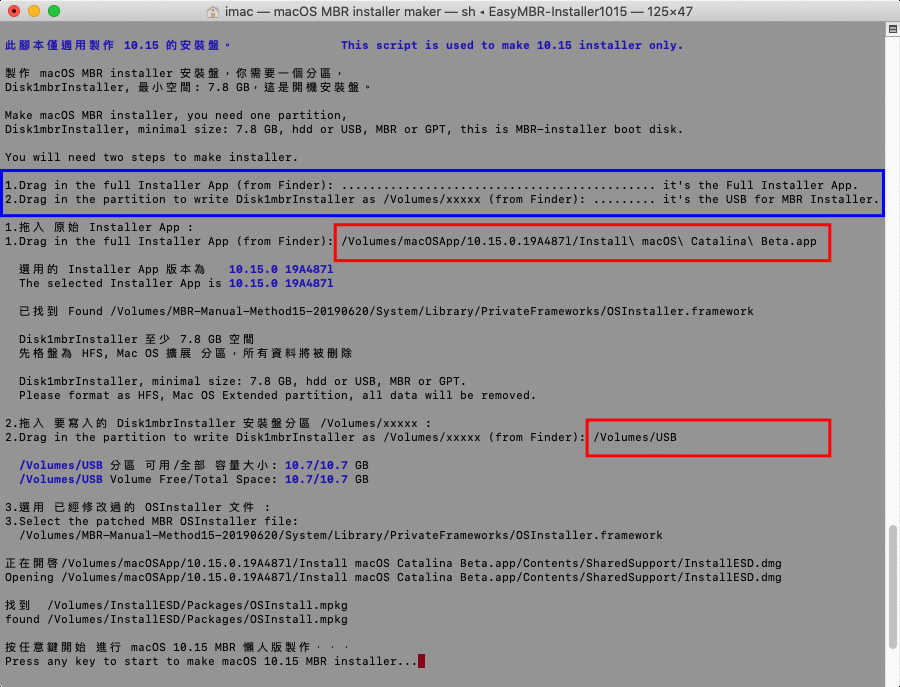 imac — macOS MBR installer maker — sh ◂ EasyMBR-Installer1015 — 125×47
此腳本僅適用製作 10.15 的安裝盤。 This script is used to make 10.15 installer only.
製作 macOS MBR installer 安裝盤，你需要一個分區，
Disk1mbrInstaller, 最小空間: 7.8 GB，這是開機安裝盤。
Make macOS MBR installer, you need one partition,
Disk1mbrInstaller, minimal size: 7.8 GB, hdd or USB, MBR or GPT, this is MBR-installer boot disk.
You will need two steps to make installer.
1.Drag in the full Installer App (from Finder): ............................................. it's the Full Installer App.
2.Drag in the partition to write Disk1mbrInstaller as /Volumes/xxxxx (from Finder): ......... it's the USB for MBR Installer.
1.拖入 原始 Installer App :
1.Drag in the full Installer App (from Finder): /Volumes/macOSApp/10.15.0.19A487l/Install\ macOS\ Catalina\ Beta.app
選用的 Installer App 版本為 10.15.0 19A487l
The selected Installer App is 10.15.0 19A487l
已找到 Found /Volumes/MBR-Manual-Method15-20190620/System/Library/PrivateFrameworks/OSInstaller.framework
Disk1mbrInstaller 至少 7.8 GB 空間
先格盤為 HFS, Mac OS 擴展 分區，所有資料將被刪除
Disk1mbrInstaller, minimal size: 7.8 GB, hdd or USB, MBR or GPT.
Please format as HFS, Mac OS Extended partition, all data will be removed.
2.拖入 要寫入的 Disk1mbrInstaller 安裝盤分區 /Volumes/xxxxx :
2.Drag in the partition to write Disk1mbrInstaller as /Volumes/xxxxx (from Finder): /Volumes/USB
/Volumes/USB 分區 可用/全部 容量大小: 10.7/10.7 GB
/Volumes/USB Volume Free/Total Space: 10.7/10.7 GB
3.選用 已經修改過的 OSInstaller 文件 :
3.Select the patched MBR OSInstaller file:
/Volumes/MBR-Manual-Method15-20190620/System/Library/PrivateFrameworks/OSInstaller.framework
正在開啓/Volumes/macOSApp/10.15.0.19A487l/Install macOS Catalina Beta.app/Contents/SharedSupport/InstallESD.dmg
Opening /Volumes/macOSApp/10.15.0.19A487l/Install macOS Catalina Beta.app/Contents/SharedSupport/InstallESD.dmg
找到 /Volumes/InstallESD/Packages/OSInstall.mpkg
found /Volumes/InstallESD/Packages/OSInstall.mpkg
按任意鍵開始 進行 macOS 10.15 MBR 懶人版製作···
Press any key to start to make macOS 10.15 MBR installer...